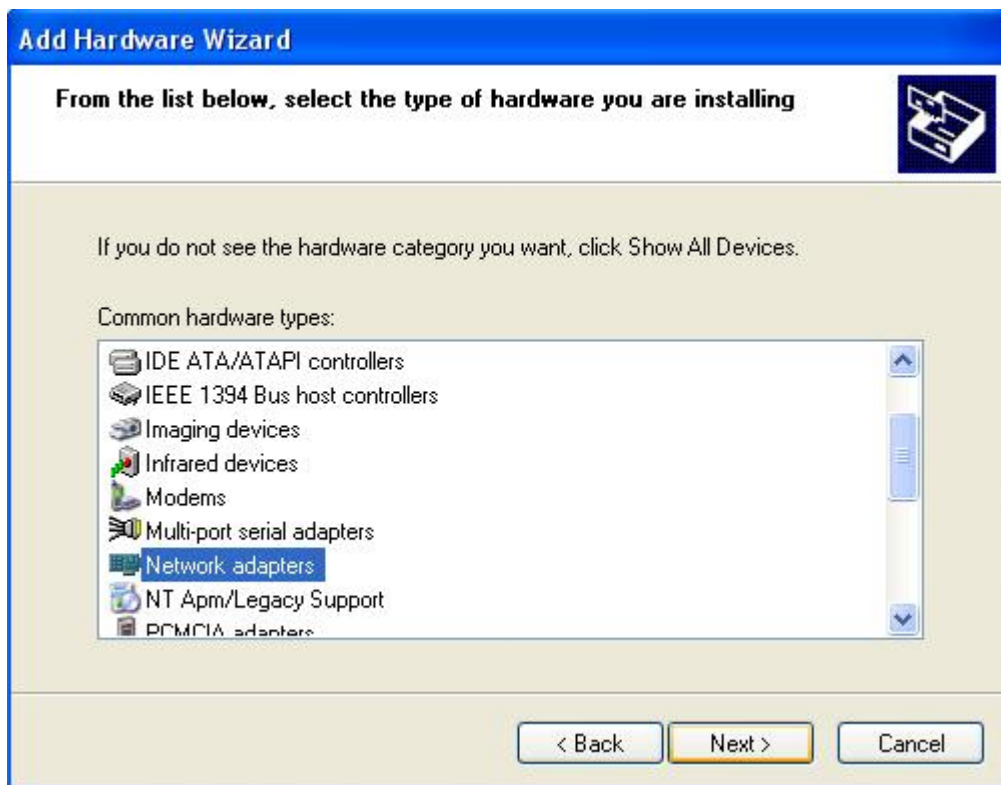 Add Hardware Wizard
From the list below, select the type of hardware you are installing
If you do not see the hardware category you want, click Show All Devices.
Common hardware types:
IDE ATA/ATAPI controllers
IEEE 1394 Bus host controllers
Imaging devices
Infrared devices
Modems
Multi-port serial adapters
Network adapters
NT Apm/Legacy Support
PCMCIA adapters
< Back Next > Cancel